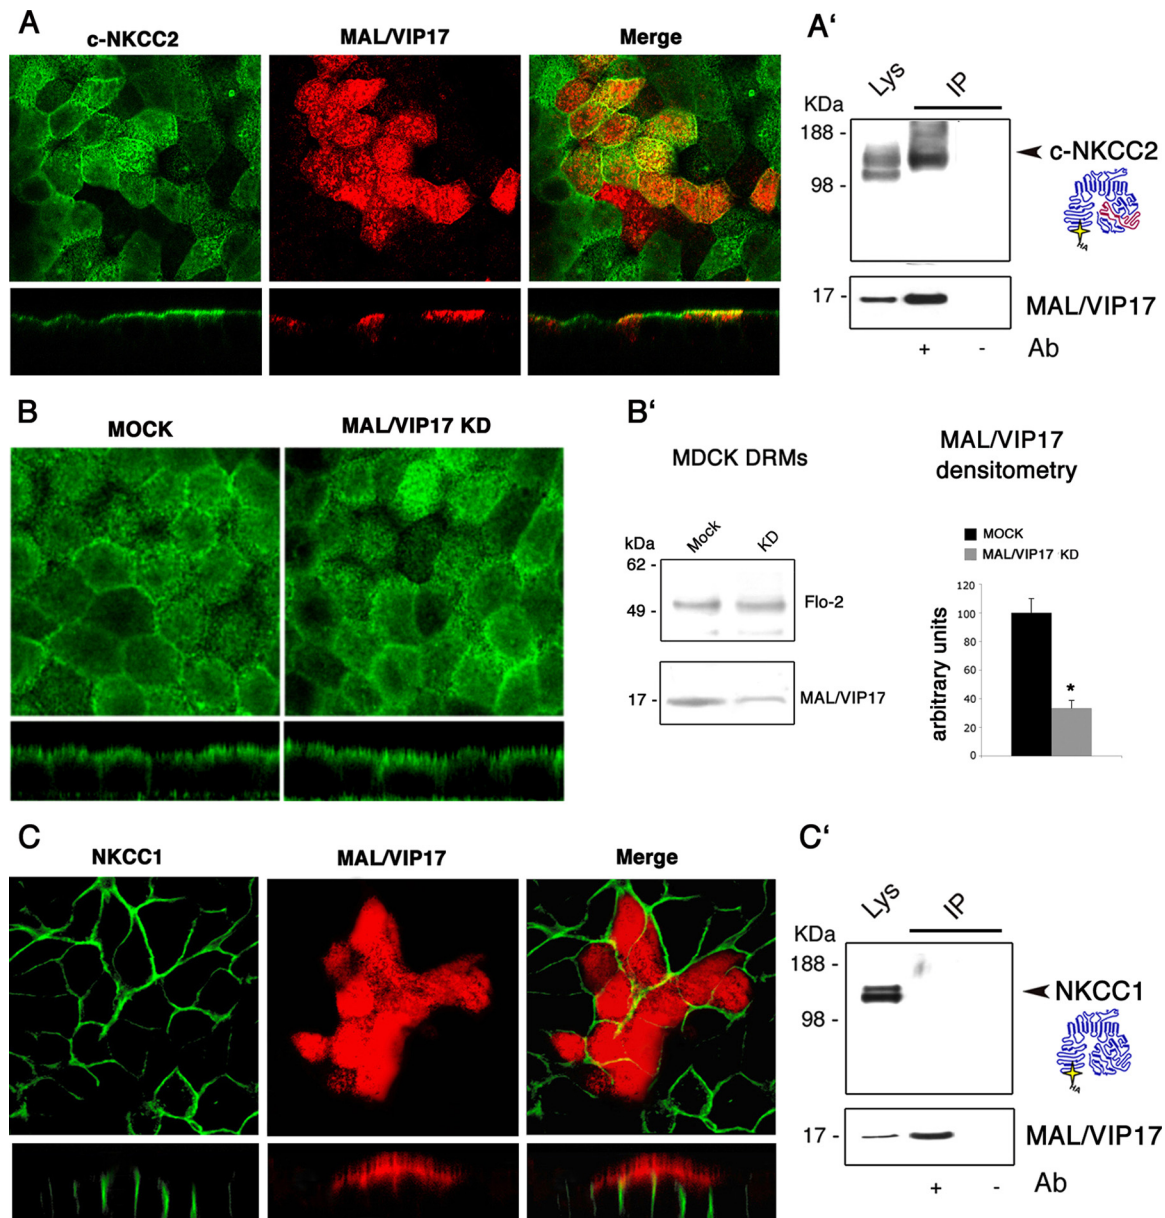 A
c-NKCC2 MAL/VIP17 Merge
A'
Lys IP
KDa
188 -
98 -
c-NKCC2
HA
17 -
MAL/VIP17
+ - Ab
B
MOCK MAL/VIP17 KD
B'
MDCK DRMs
kDa
Mock KD
62 -
49 -
Flo-2
17 -
MAL/VIP17
MAL/VIP17
densitometry
MOCK
MAL/VIP17 KD
arbitrary units
120
100
80
60
40
20
0
*
C
NKCC1 MAL/VIP17 Merge
C'
Lys IP
KDa
188 -
98 -
NKCC1
HA
17 -
MAL/VIP17
+ - Ab